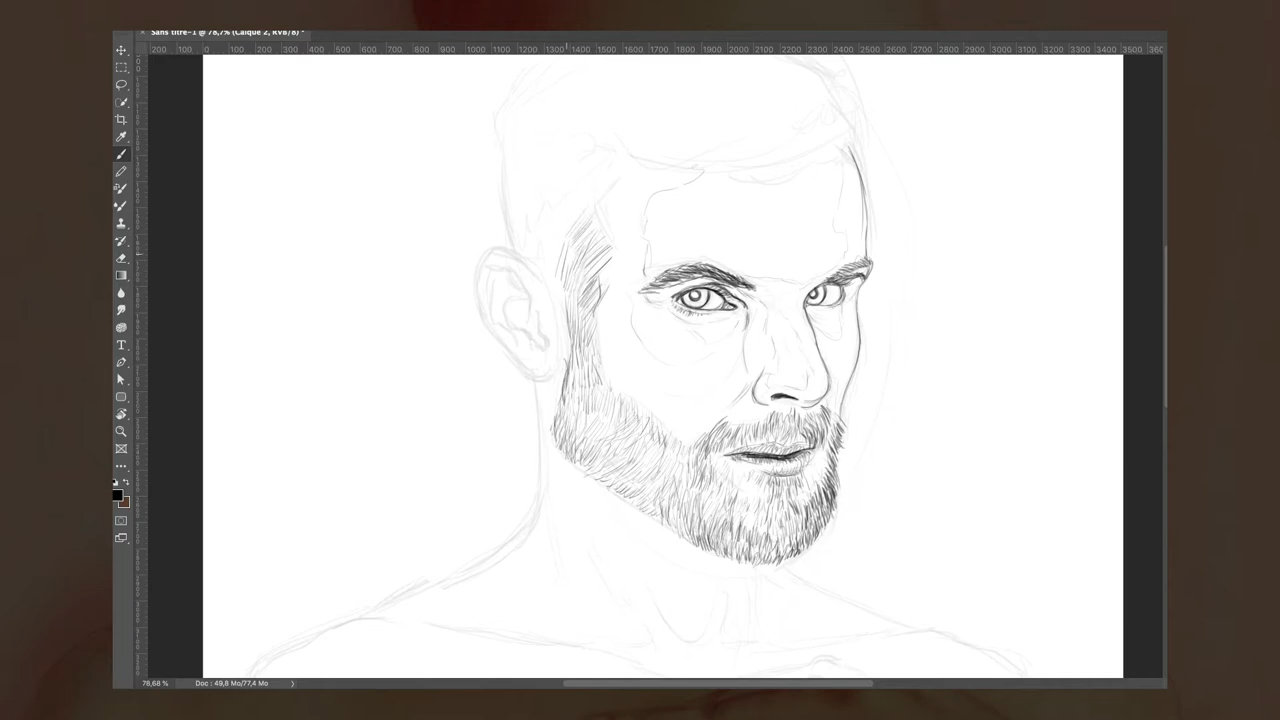 × Sans titre-1 @ 78,7% (Calque 2, RVB/8) *
200 100 0 100 200 300 400 500 600 700 800 900 1000 1100 1200 1300 1400 1500 1600 1700 1800 1900 2000 2100 2200 2300 2400 2500 2600 2700 2800 2900 3000 3100 3200 3300 3400 3500 360
78,68 % Doc : 49,8 Mo/77,4 Mo